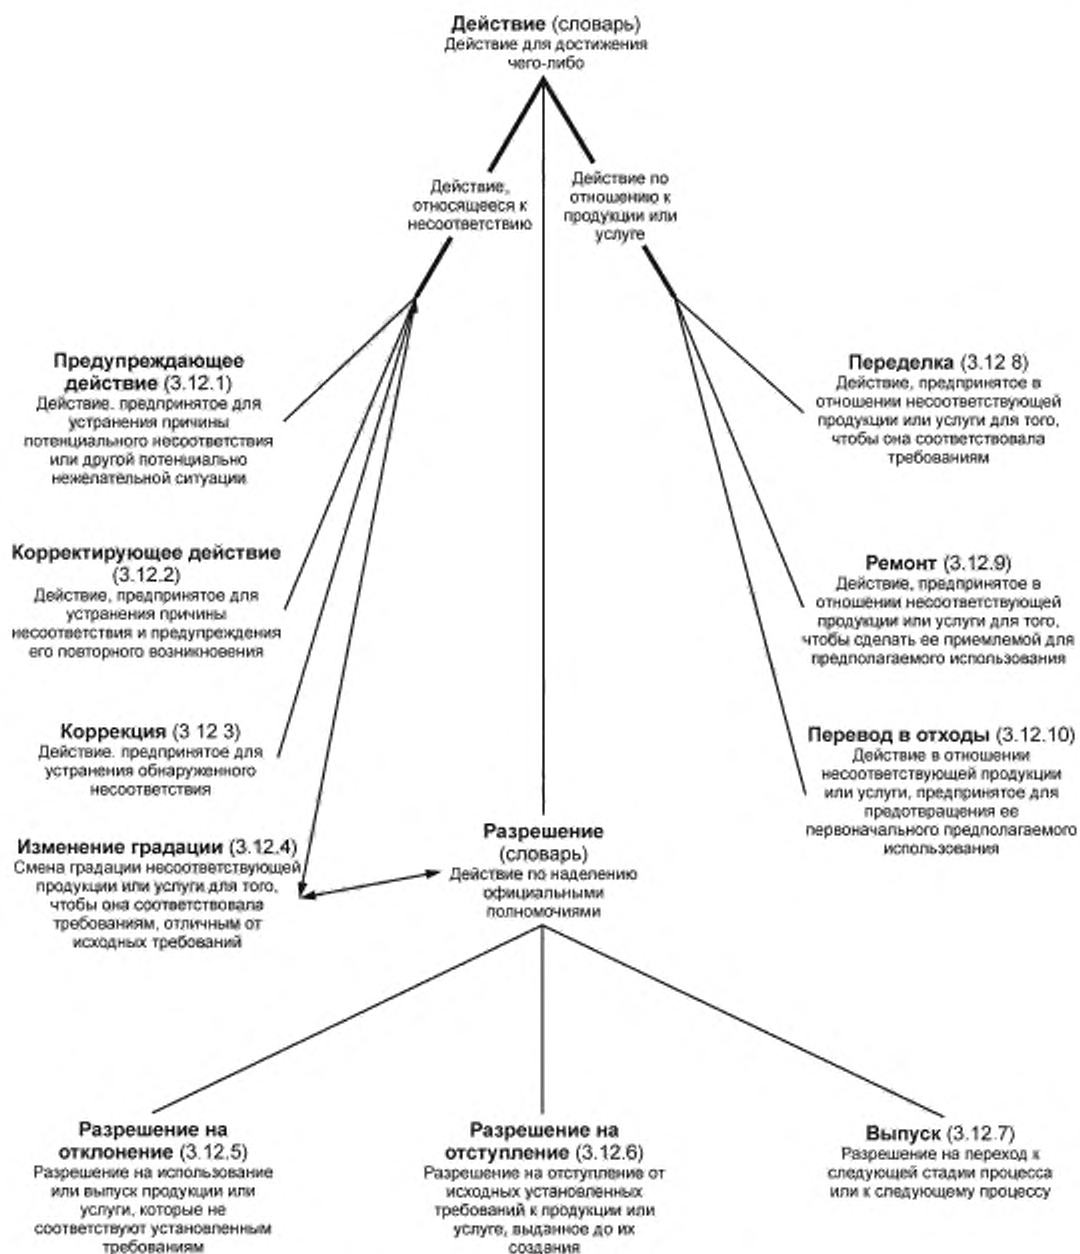 Действие (словарь)
Действие для достижения
чего-либо
Действие,
относящееся к
несоответствию
Действие по
отношению к
продукции или
услуге
Предупреждающее
действие (3.12.1)
Действие. предпринятое для
устранения причины
потенциального несоответствия
или другой потенциально
нежелательной ситуации
Корректирующее действие
(3.12.2)
Действие, предпринятое для
устранения причины
несоответствия и предупреждения
его повторного возникновения
Коррекция (3 12 3)
Действие. предпринятое для
устранения обнаруженного
несоответствия
Изменение градации (3.12.4)
Смена градации несоответствующей
продукции или услуги для того,
чтобы она соответствовала
требованиям, отличным от
исходных требований
Переделка (3.12 8)
Действие, предпринятое в
отношении несоответствующей
продукции или услуги для того,
чтобы она соответствовала
требованиям
Ремонт (3.12.9)
Действие, предпринятое в
отношении несоответствующей
продукции или услуги для того,
чтобы сделать ее приемлемой для
предполагаемого использования
Перевод в отходы (3.12.10)
Действие в отношении
несоответствующей продукции
или услуги, предпринятое для
предотвращения ее
первоначального предполагаемого
использования
Разрешение
(словарь)
Действие по наделению
официальными
полномочиями
Разрешение на
отклонение (3.12.5)
Разрешение на использование
или выпуск продукции или
услуги, которые не
соответствуют установленным
требованиям
Разрешение на
отступление (3.12.6)
Разрешение на отступление от
исходных установленных
требований к продукции или
услуге, выданное до их
создания
Выпуск (3.12.7)
Разрешение на переход к
следующей стадии процесса
или к следующему процессу